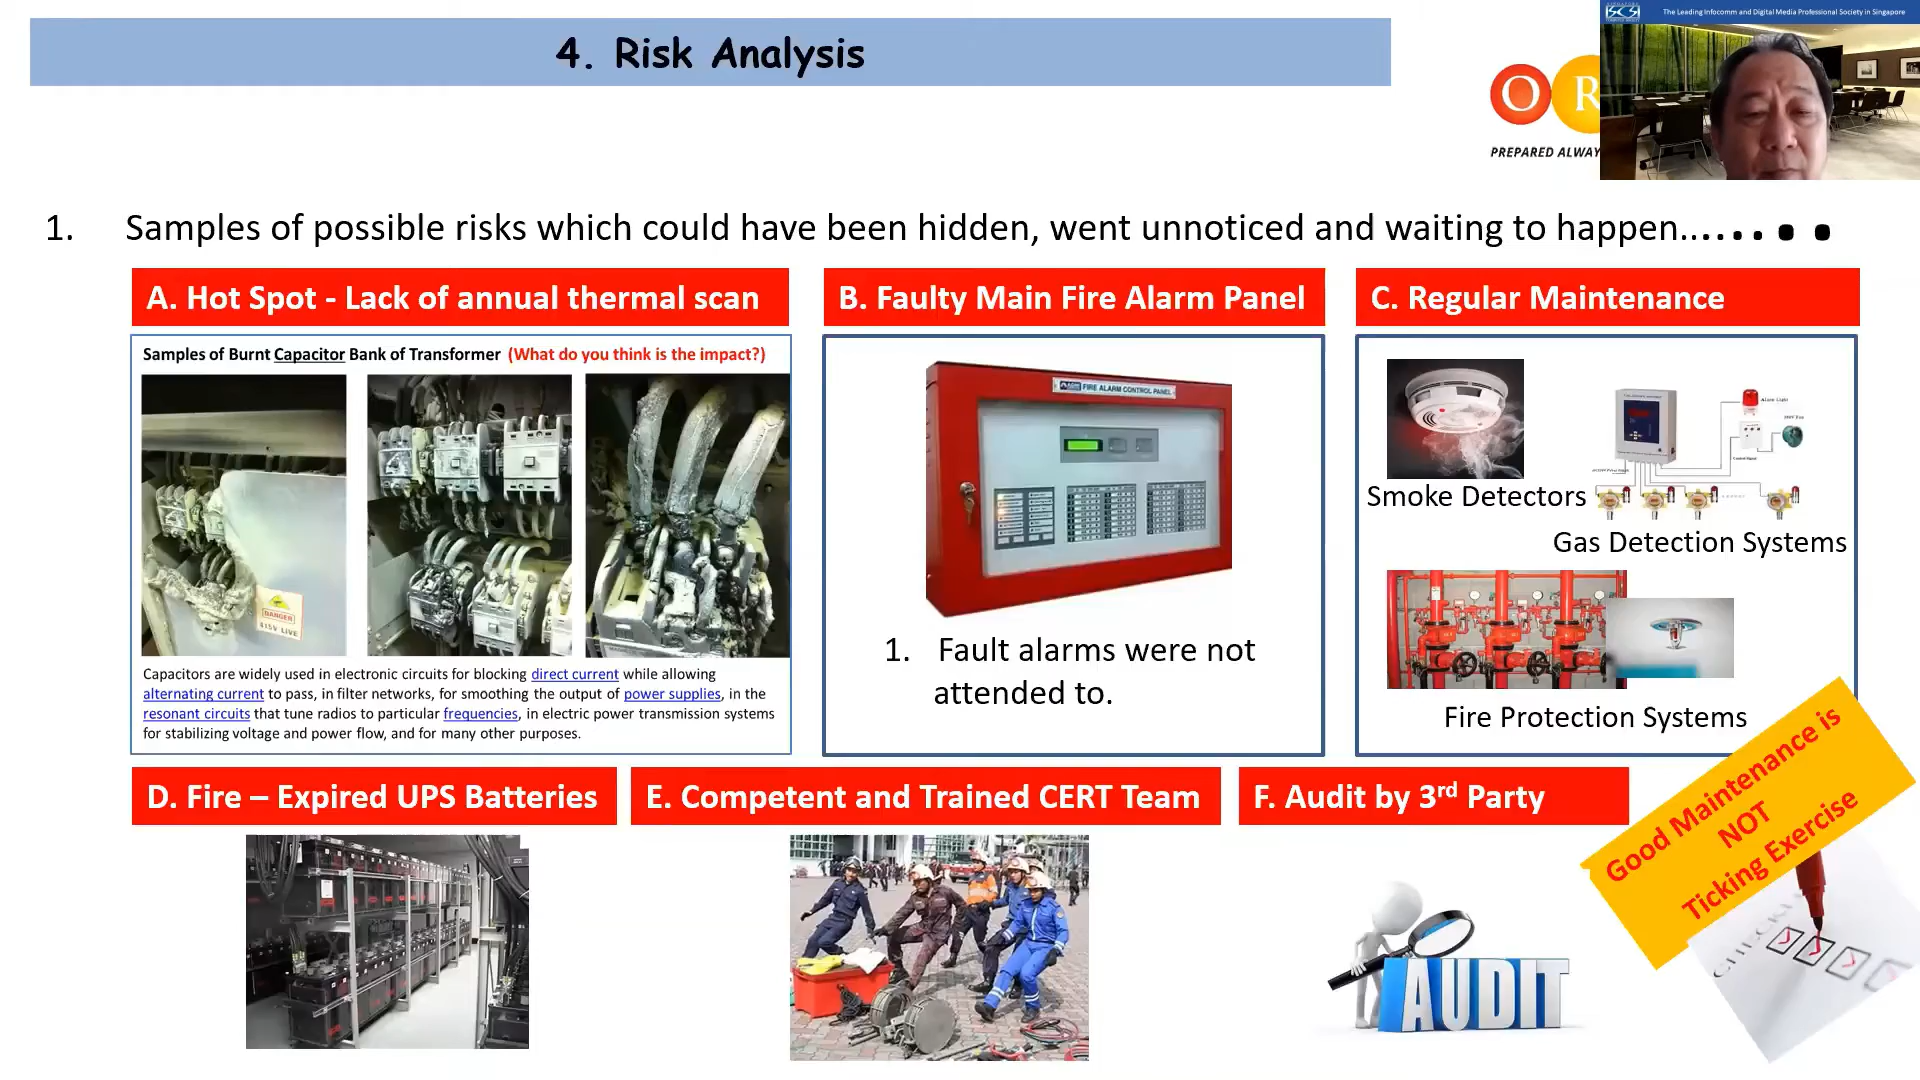 4. Risk Analysis
SCS
The Leading Infocomm and Digital Media Professional Society in Singapore
O R
PREPARED ALWAY
1. Samples of possible risks which could have been hidden, went unnoticed and waiting to happen.........
A. Hot Spot - Lack of annual thermal scan
B. Faulty Main Fire Alarm Panel
C. Regular Maintenance
Samples of Burnt Capacitor Bank of Transformer (What do you think is the impact?)
DANGER
415V LIVE
Capacitors are widely used in electronic circuits for blocking direct current while allowing
alternating current to pass, in filter networks, for smoothing the output of power supplies, in the
resonant circuits that tune radios to particular frequencies, in electric power transmission systems
for stabilizing voltage and power flow, and for many other purposes.
FIRE ALARM CONTROL PANEL
1. Fault alarms were not
attended to.
Alarm Light
Smoke Detectors
Gas Detection Systems
Fire Protection Systems
D. Fire – Expired UPS Batteries
E. Competent and Trained CERT Team
F. Audit by 3rd Party
Good Maintenance is
NOT
Ticking Exercise
AUDIT